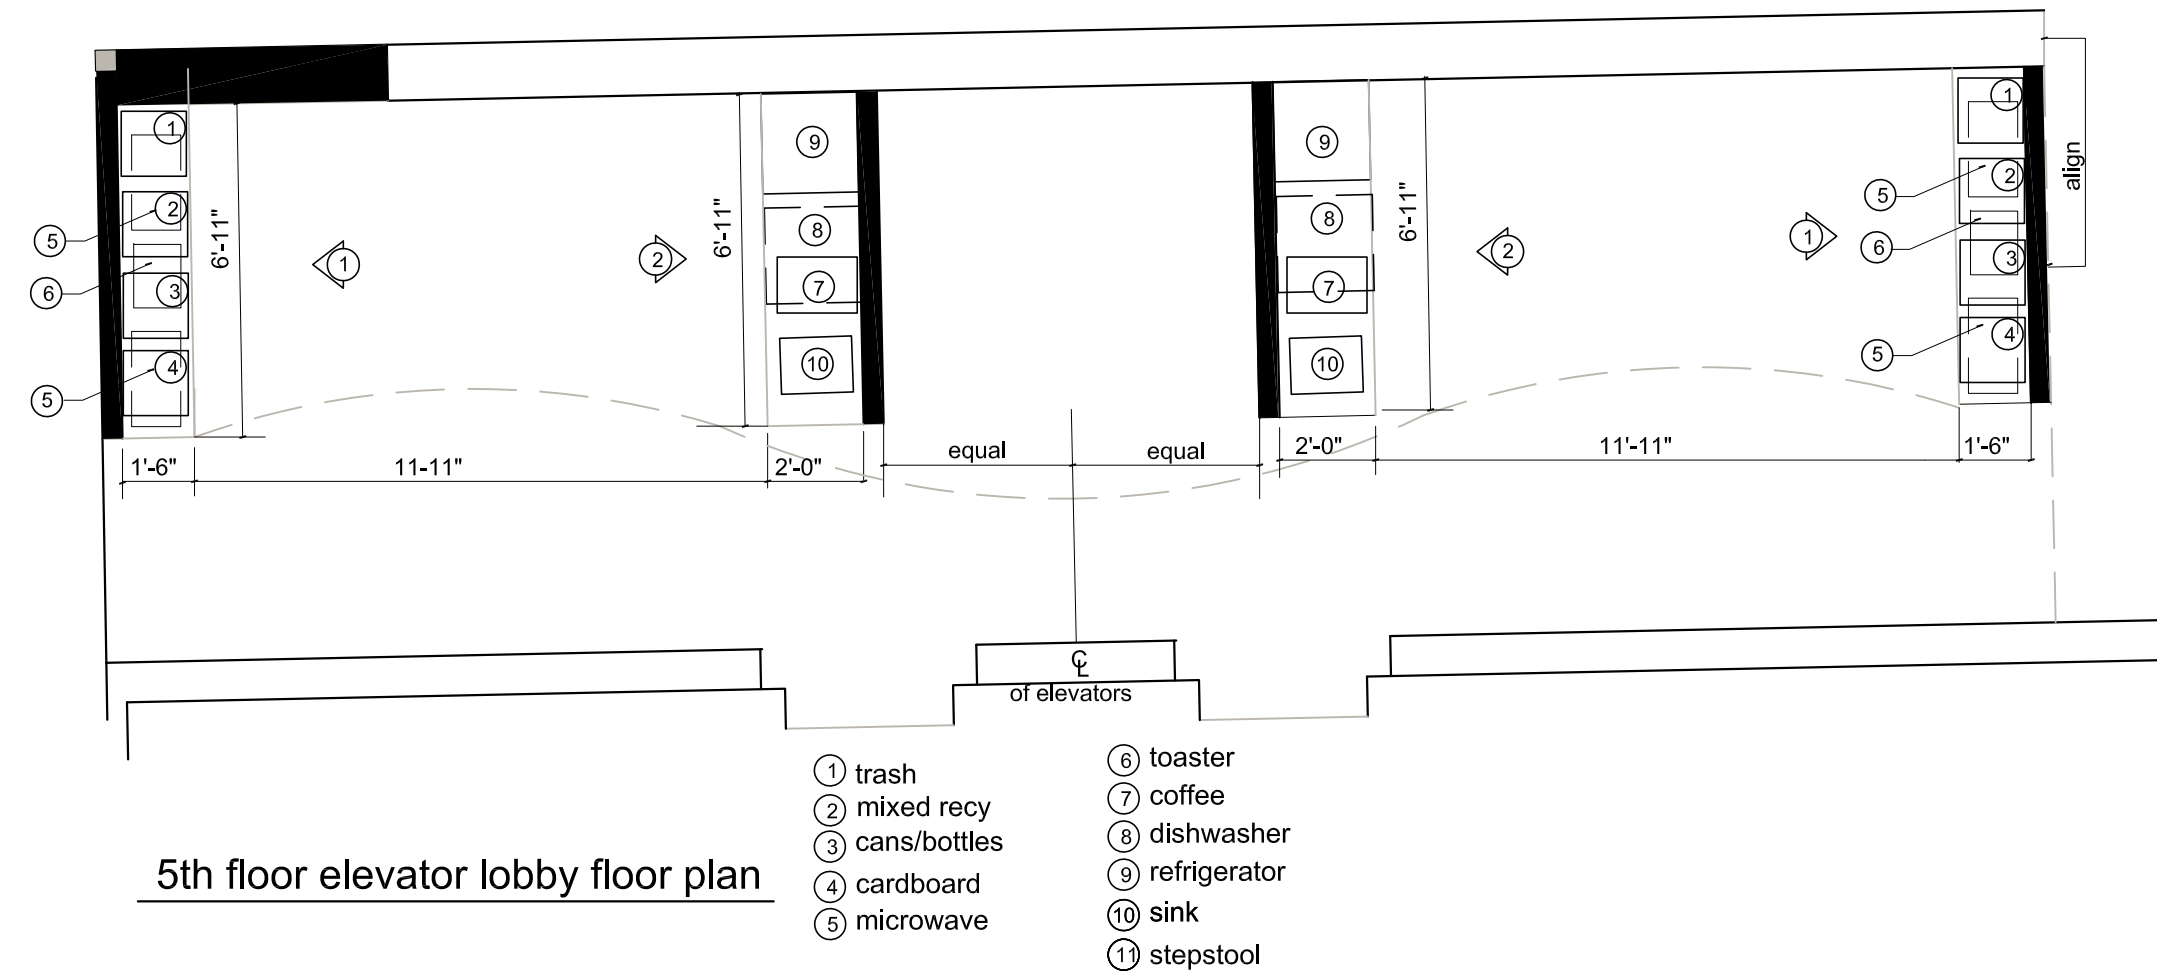 1
9
9
1
2
8
8
2
5
5
6'-11"
6'-11"
6'-11"
align
1
2
2
1
6
6
3
7
7
3
4
10
10
4
5
5
1'-6"
11-11"
2'-0"
equal
equal
2'-0"
11'-11"
1'-6"
℄
of elevators
5th floor elevator lobby floor plan
1 trash
2 mixed recy
3 cans/bottles
4 cardboard
5 microwave
6 toaster
7 coffee
8 dishwasher
9 refrigerator
10 sink
11 stepstool